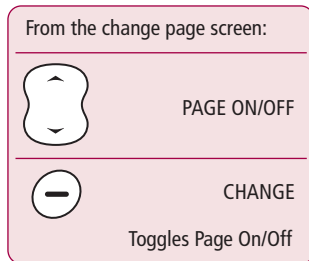 From the change page screen:
PAGE ON/OFF
CHANGE
Toggles Page On/Off